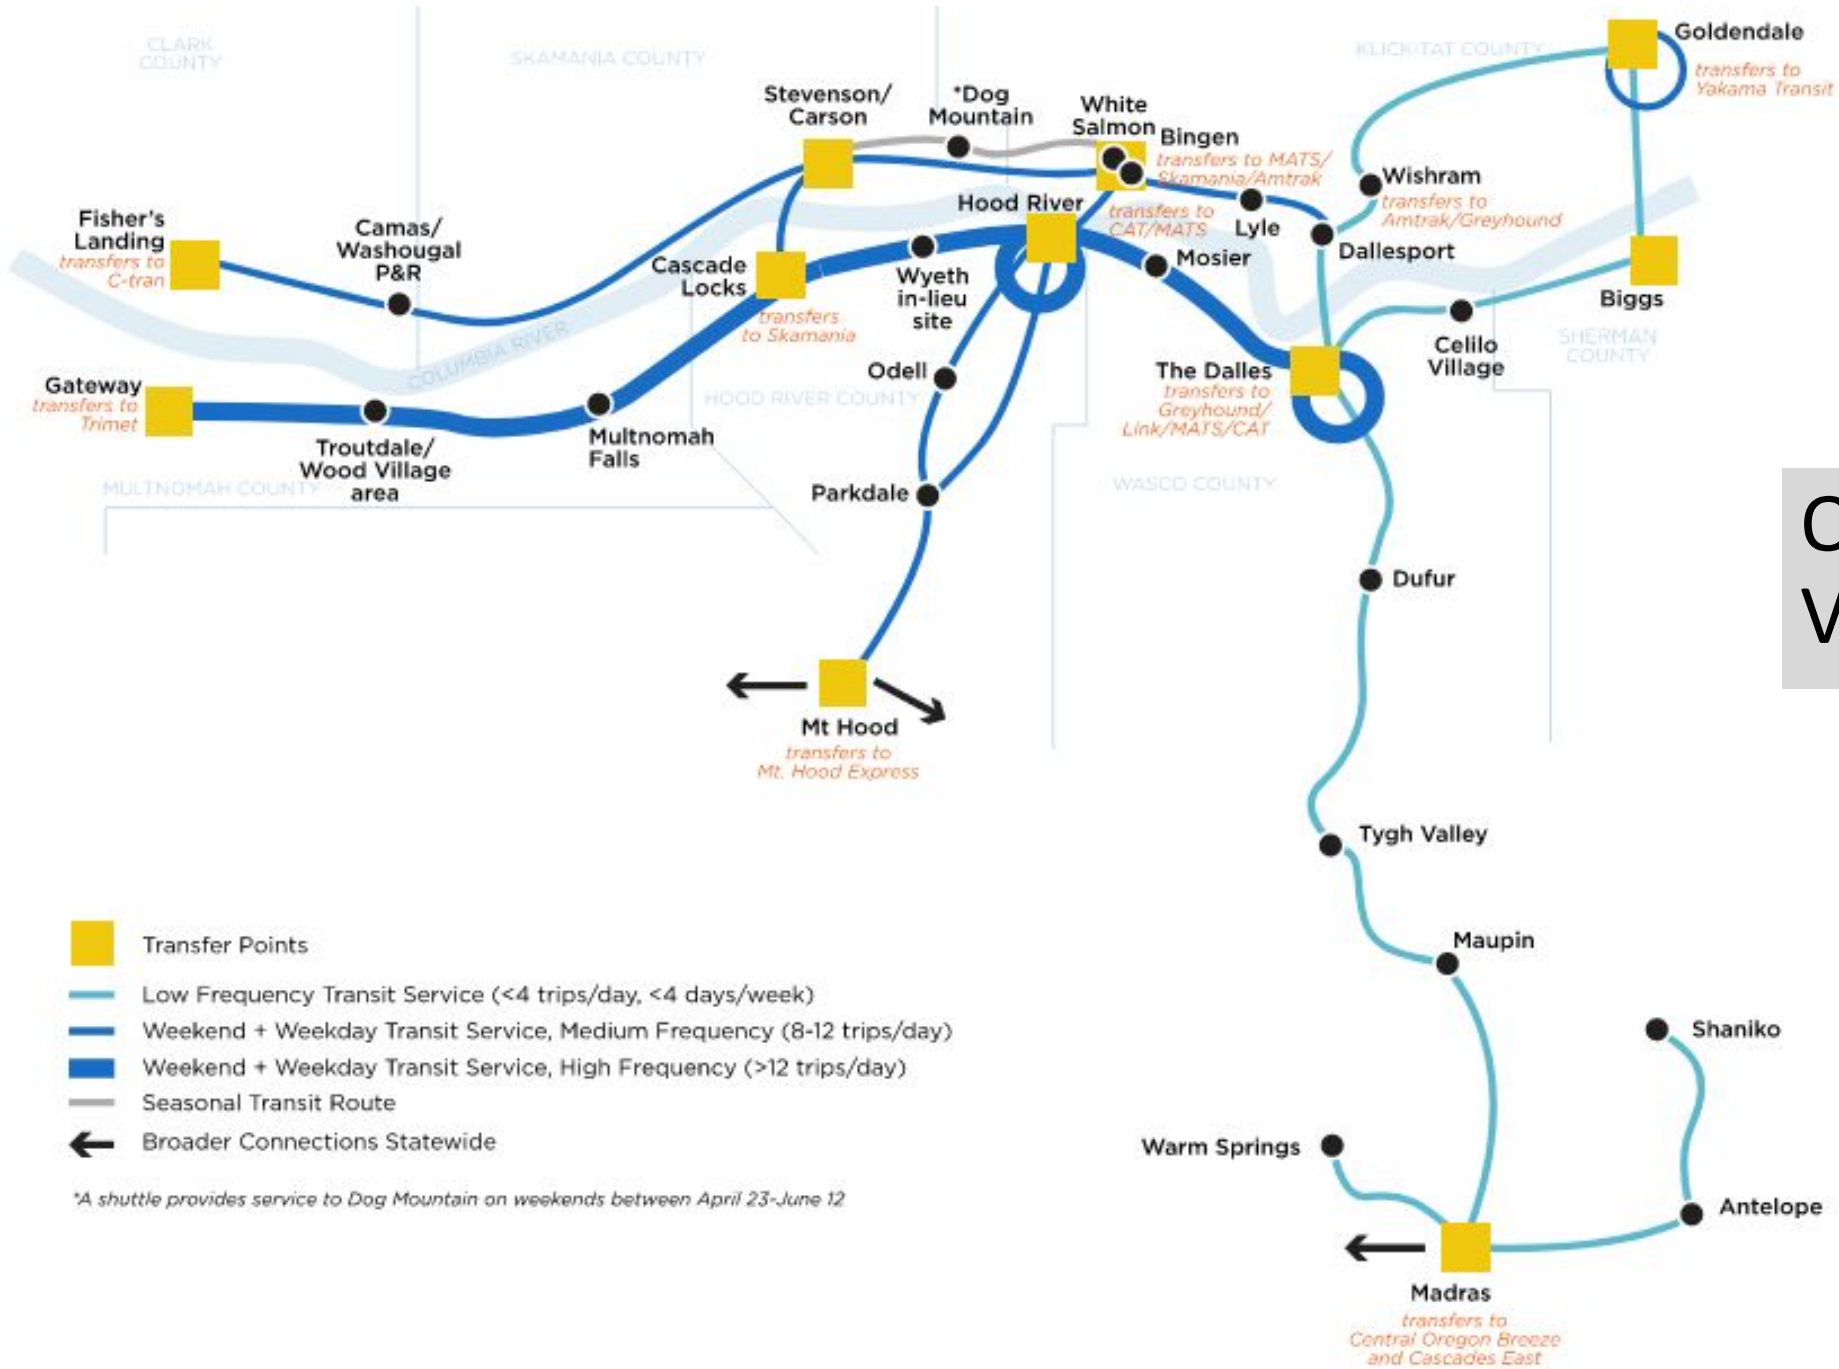 CLARK
COUNTY
SKAMANIA COUNTY
KLICKITAT COUNTY
Goldendale
transfers to
Yakama Transit
Stevenson/
Carson
*Dog
Mountain
White
Salmon
Bingen
transfers to MATS/
Skamania/Amtrak
Wishram
transfers to
Amtrak/Greyhound
Hood River
transfers to
CAT/MATS
Lyle
Dallesport
Fisher's
Landing
transfers to
C-tran
Camas/
Washougal
P&R
Cascade
Locks
transfers
to Skamania
Wyeth
in-lieu
site
Mosier
Biggs
Celilo
Village
SHERMAN
COUNTY
COLUMBIA RIVER
Gateway
transfers to
Trimet
Troutdale/
Wood Village
area
Multnomah
Falls
Odell
HOOD RIVER COUNTY
The Dalles
transfers to
Greyhound/
Link/MATS/CAT
MULTNOMAH COUNTY
Parkdale
WASCO COUNTY
Dufur
Mt Hood
transfers to
Mt. Hood Express
Tygh Valley
Maupin
Shaniko
Warm Springs
Antelope
Madras
transfers to
Central Oregon Breeze
and Cascades East
Transfer Points
Low Frequency Transit Service (<4 trips/day, <4 days/week)
Weekend + Weekday Transit Service, Medium Frequency (8-12 trips/day)
Weekend + Weekday Transit Service, High Frequency (>12 trips/day)
Seasonal Transit Route
Broader Connections Statewide
*A shuttle provides service to Dog Mountain on weekends between April 23-June 12